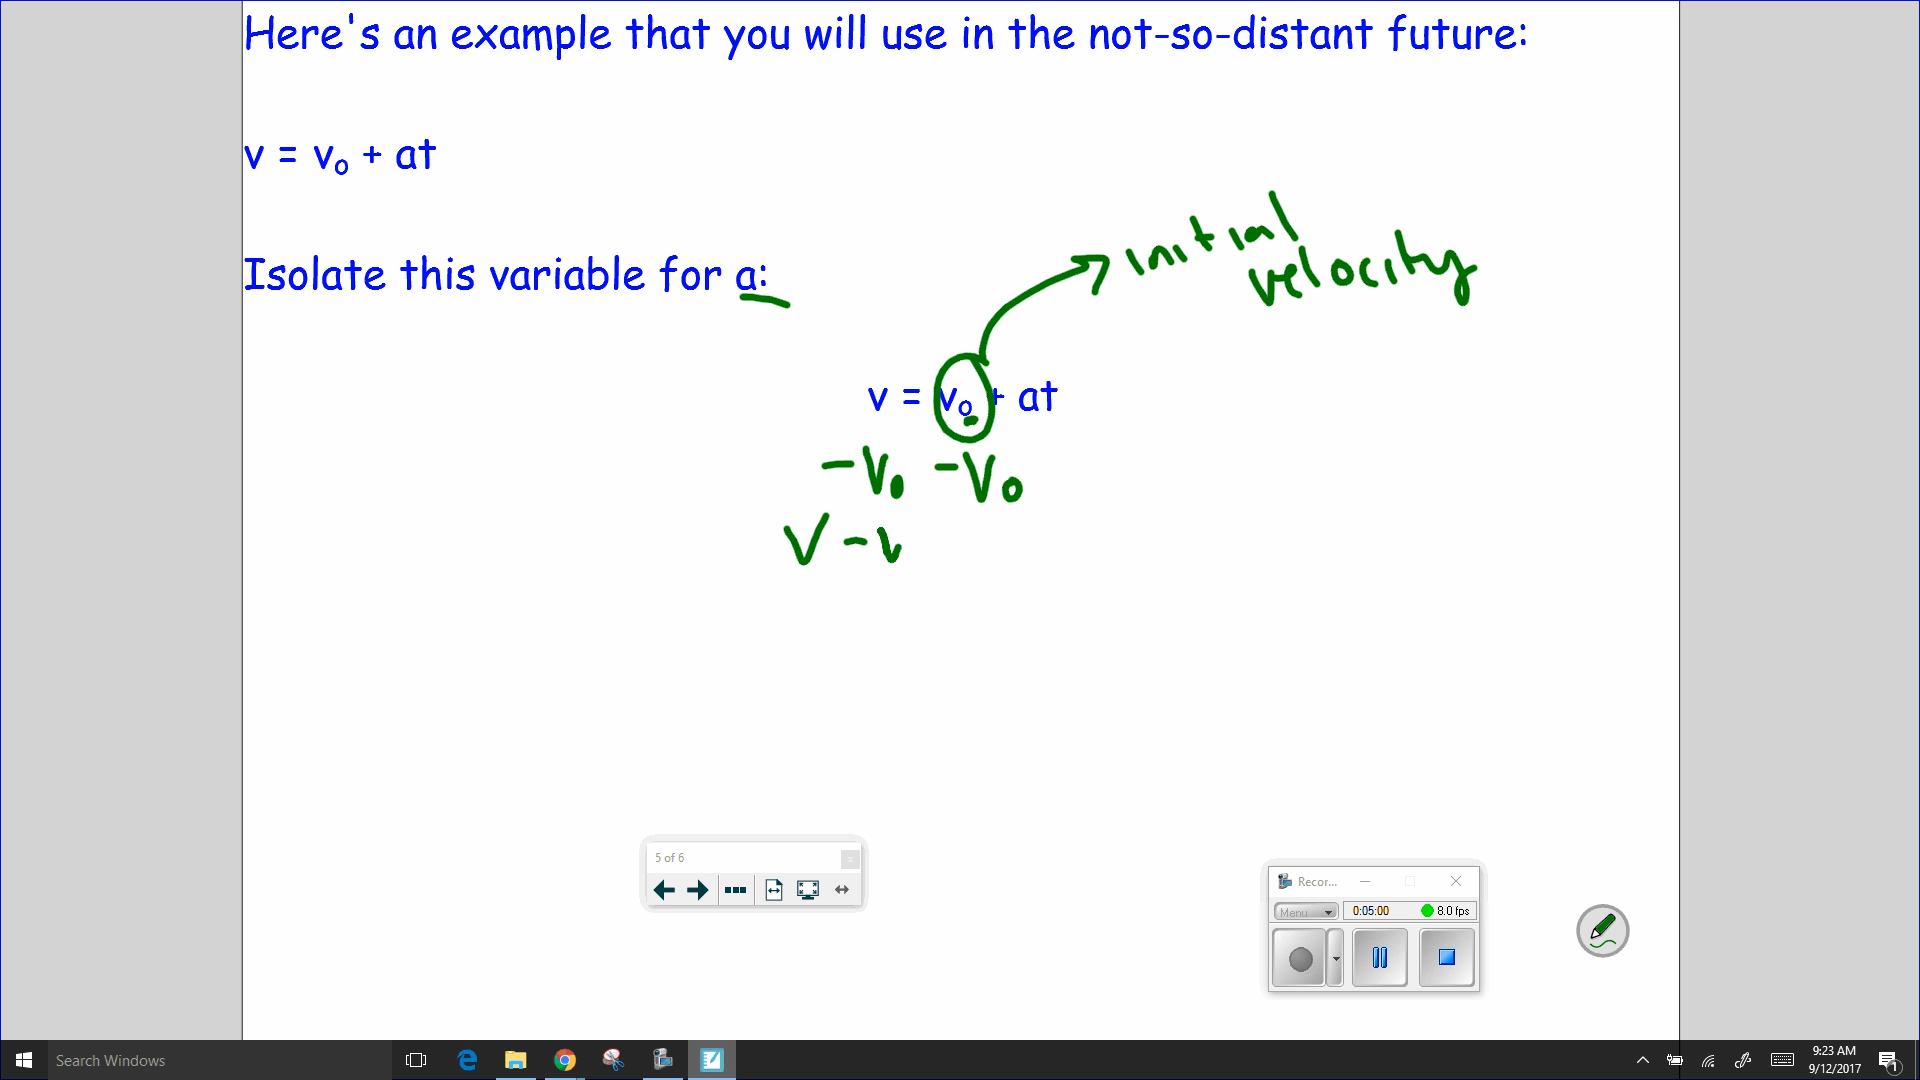 Here's an example that you will use in the not-so-distant future:
v = v₀ + at
Isolate this variable for a:
initial
velocity
v = v₀ + at
-v₀ -v₀
v - v
5 of 6
Recor...
Menu
0:05:00
8.0 fps
Search Windows
9:23 AM
9/12/2017
1